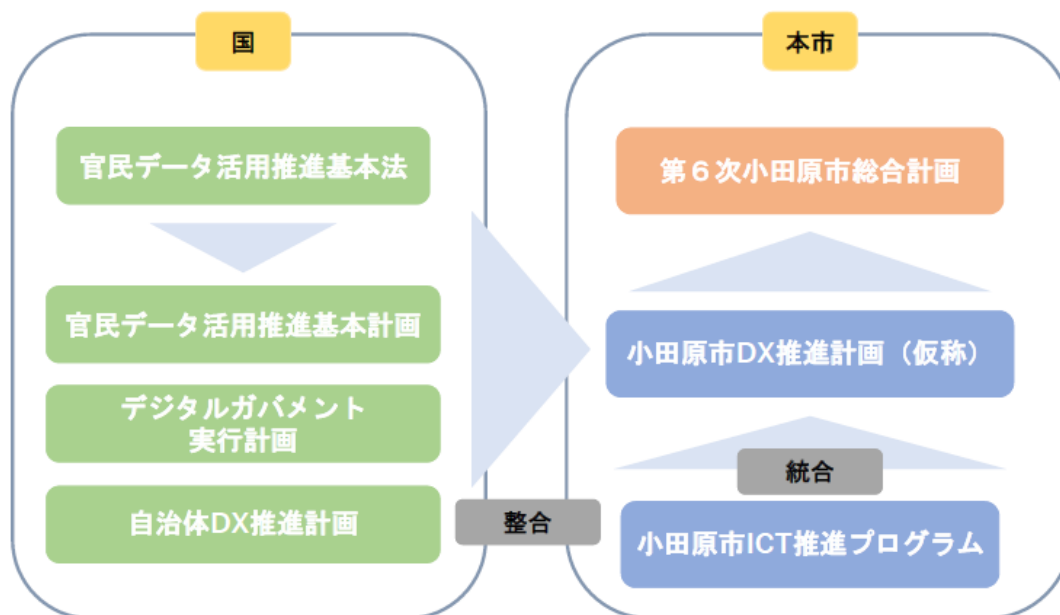 国
官民データ活用推進基本法
官民データ活用推進基本計画
デジタルガバメント
実行計画
自治体DX推進計画
整合
本市
第６次小田原市総合計画
小田原市DX推進計画（仮称）
統合
小田原市ICT推進プログラム